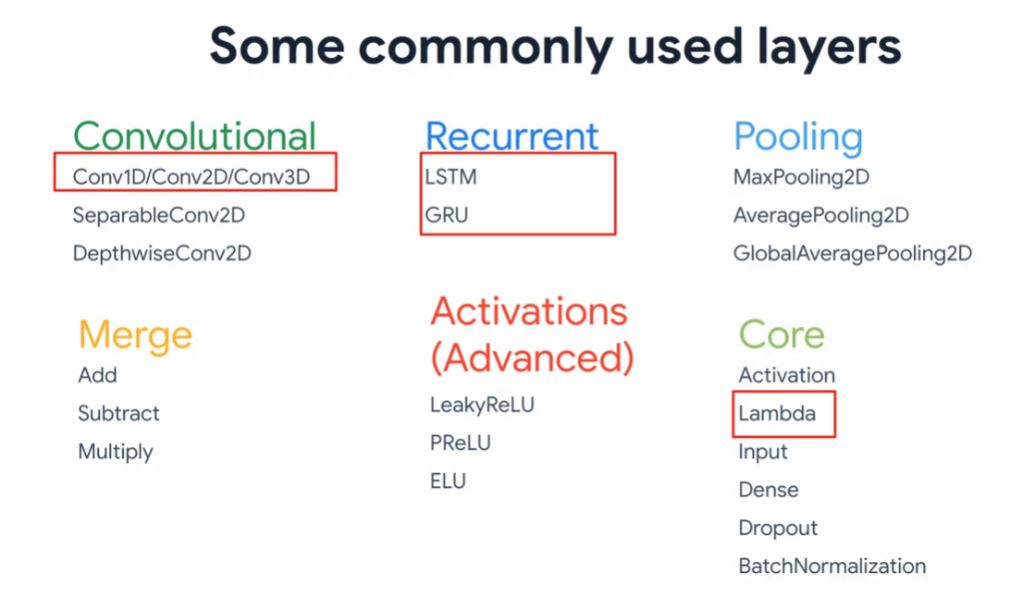 Some commonly used layers
Convolutional
Conv1D/Conv2D/Conv3D
SeparableConv2D
DepthwiseConv2D
Recurrent
LSTM
GRU
Pooling
MaxPooling2D
AveragePooling2D
GlobalAveragePooling2D
Merge
Add
Subtract
Multiply
Activations
(Advanced)
LeakyReLU
PReLU
ELU
Core
Activation
Lambda
Input
Dense
Dropout
BatchNormalization